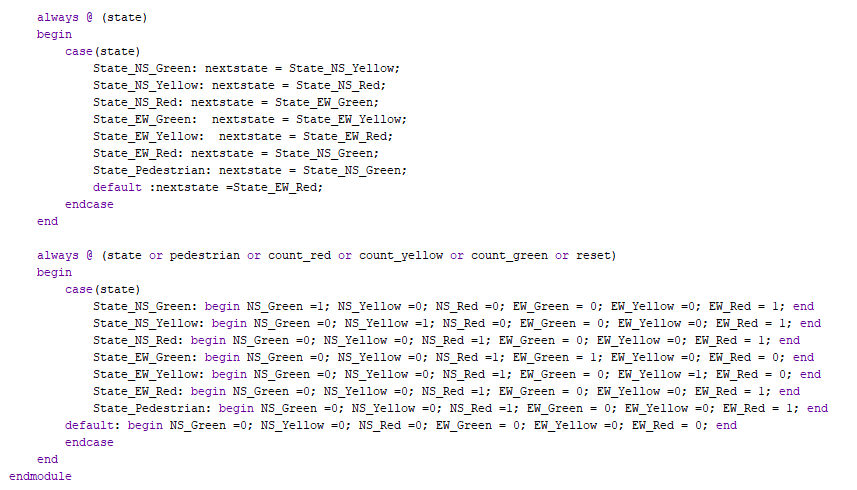 always @ (state)
begin
case(state)
State_NS_Green: nextstate = State_NS_Yellow;
State_NS_Yellow: nextstate = State_NS_Red;
State_NS_Red: nextstate = State_EW_Green;
State_EW_Green:  nextstate = State_EW_Yellow;
State_EW_Yellow:  nextstate = State_EW_Red;
State_EW_Red: nextstate = State_NS_Green;
State_Pedestrian: nextstate = State_NS_Green;
default :nextstate =State_EW_Red;
endcase
end
always @ (state or pedestrian or count_red or count_yellow or count_green or reset)
begin
case(state)
State_NS_Green: begin NS_Green =1; NS_Yellow =0; NS_Red =0; EW_Green = 0; EW_Yellow =0; EW_Red = 1; end
State_NS_Yellow: begin NS_Green =0; NS_Yellow =1; NS_Red =0; EW_Green = 0; EW_Yellow =0; EW_Red = 1; end
State_NS_Red: begin NS_Green =0; NS_Yellow =0; NS_Red =1; EW_Green = 0; EW_Yellow =0; EW_Red = 1; end
State_EW_Green: begin NS_Green =0; NS_Yellow =0; NS_Red =1; EW_Green = 1; EW_Yellow =0; EW_Red = 0; end
State_EW_Yellow: begin NS_Green =0; NS_Yellow =0; NS_Red =1; EW_Green = 0; EW_Yellow =1; EW_Red = 0; end
State_EW_Red: begin NS_Green =0; NS_Yellow =0; NS_Red =1; EW_Green = 0; EW_Yellow =0; EW_Red = 1; end
State_Pedestrian: begin NS_Green =0; NS_Yellow =0; NS_Red =1; EW_Green = 0; EW_Yellow =0; EW_Red = 1; end
default: begin NS_Green =0; NS_Yellow =0; NS_Red =0; EW_Green = 0; EW_Yellow =0; EW_Red = 0; end
endcase
end
endmodule